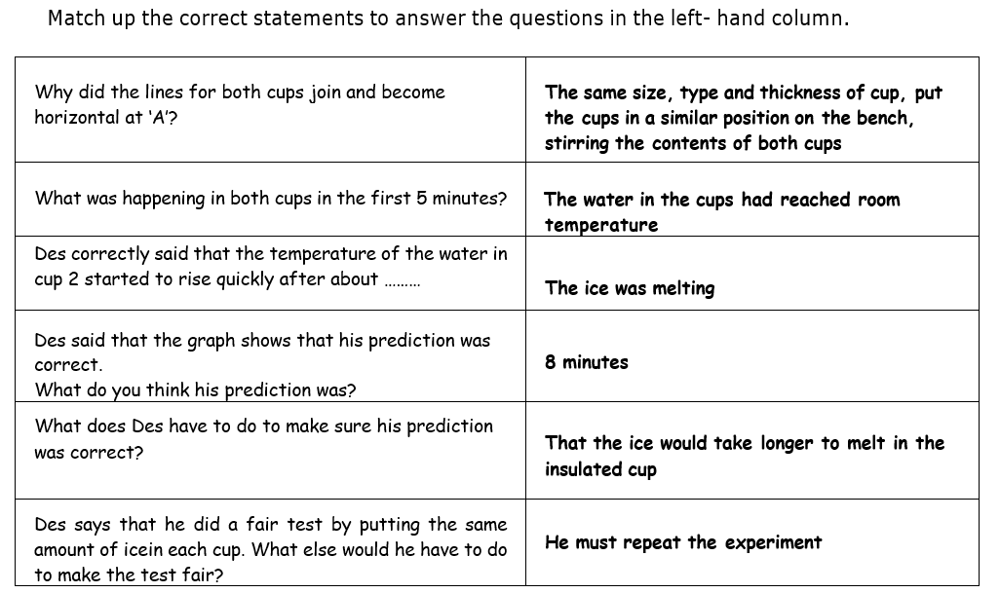 Match up the correct statements to answer the questions in the left- hand column.
Why did the lines for both cups join and become
horizontal at 'A'?
The same size, type and thickness of cup, put
the cups in a similar position on the bench,
stirring the contents of both cups
What was happening in both cups in the first 5 minutes?
The water in the cups had reached room
temperature
Des correctly said that the temperature of the water in
cup 2 started to rise quickly after about .........
The ice was melting
Des said that the graph shows that his prediction was
correct.
What do you think his prediction was?
8 minutes
What does Des have to do to make sure his prediction
was correct?
That the ice would take longer to melt in the
insulated cup
Des says that he did a fair test by putting the same
amount of icein each cup. What else would he have to do
to make the test fair?
He must repeat the experiment